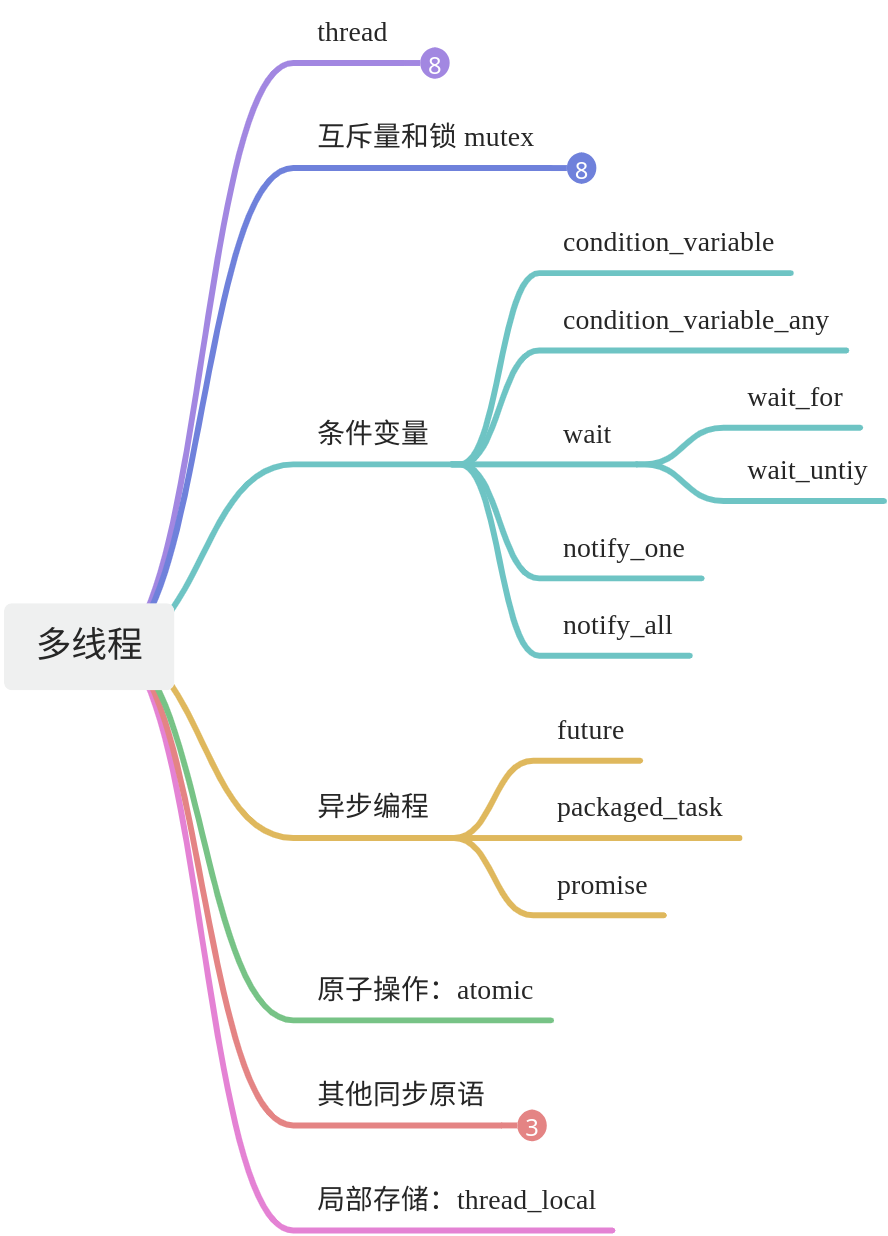 thread
8
互斥量和锁 mutex
8
condition_variable
condition_variable_any
wait_for
条件变量
wait
wait_untiy
notify_one
notify_all
多线程
future
异步编程
packaged_task
promise
原子操作：atomic
其他同步原语
3
局部存储：thread_local